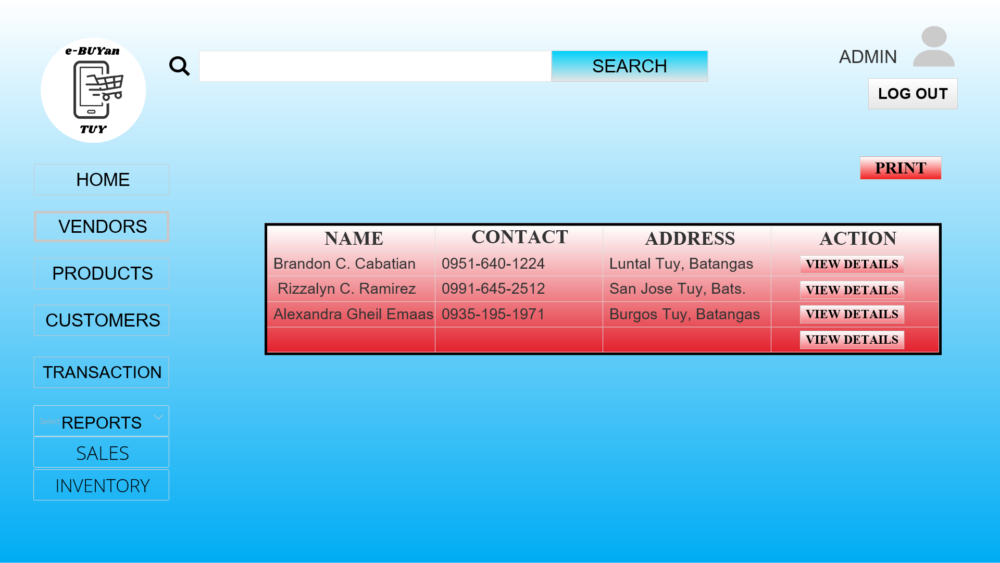 e-BUYan
TUY
SEARCH
ADMIN
LOG OUT
PRINT
HOME
VENDORS
PRODUCTS
CUSTOMERS
TRANSACTION
Select REPORTS
SALES
INVENTORY
NAME CONTACT ADDRESS ACTION
Brandon C. Cabatian 0951-640-1224 Luntal Tuy, Batangas VIEW DETAILS
Rizzalyn C. Ramirez 0991-645-2512 San Jose Tuy, Bats. VIEW DETAILS
Alexandra Gheil Emaas 0935-195-1971 Burgos Tuy, Batangas VIEW DETAILS
VIEW DETAILS